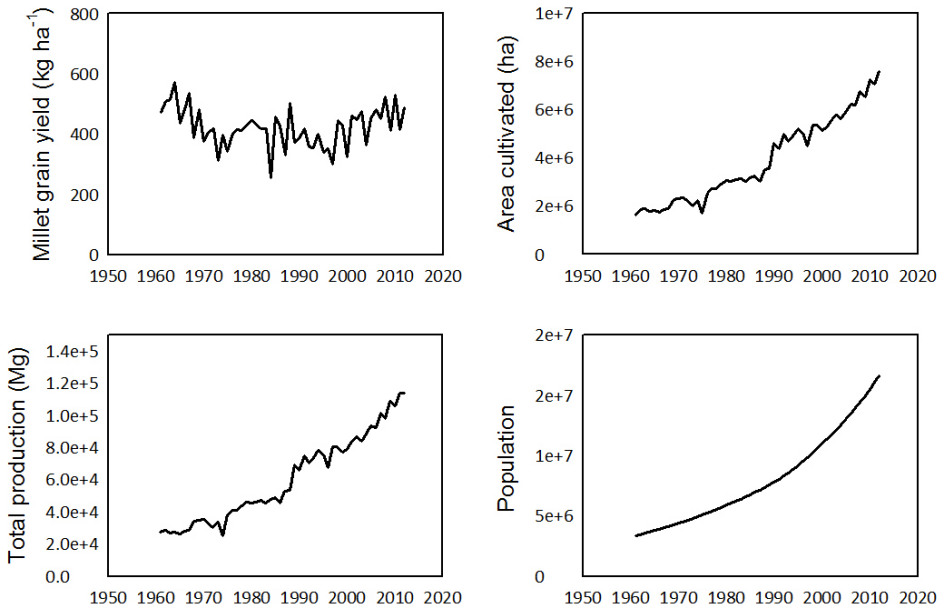 Millet grain yield (kg ha⁻¹)
800
600
400
200
0
1950 1960 1970 1980 1990 2000 2010 2020
Area cultivated (ha)
1e+7
8e+6
6e+6
4e+6
2e+6
0
1950 1960 1970 1980 1990 2000 2010 2020
Total production (Mg)
1.4e+5
1.2e+5
1.0e+5
8.0e+4
6.0e+4
4.0e+4
2.0e+4
0.0
1950 1960 1970 1980 1990 2000 2010 2020
Population
2e+7
2e+7
1e+7
5e+6
0
1950 1960 1970 1980 1990 2000 2010 2020